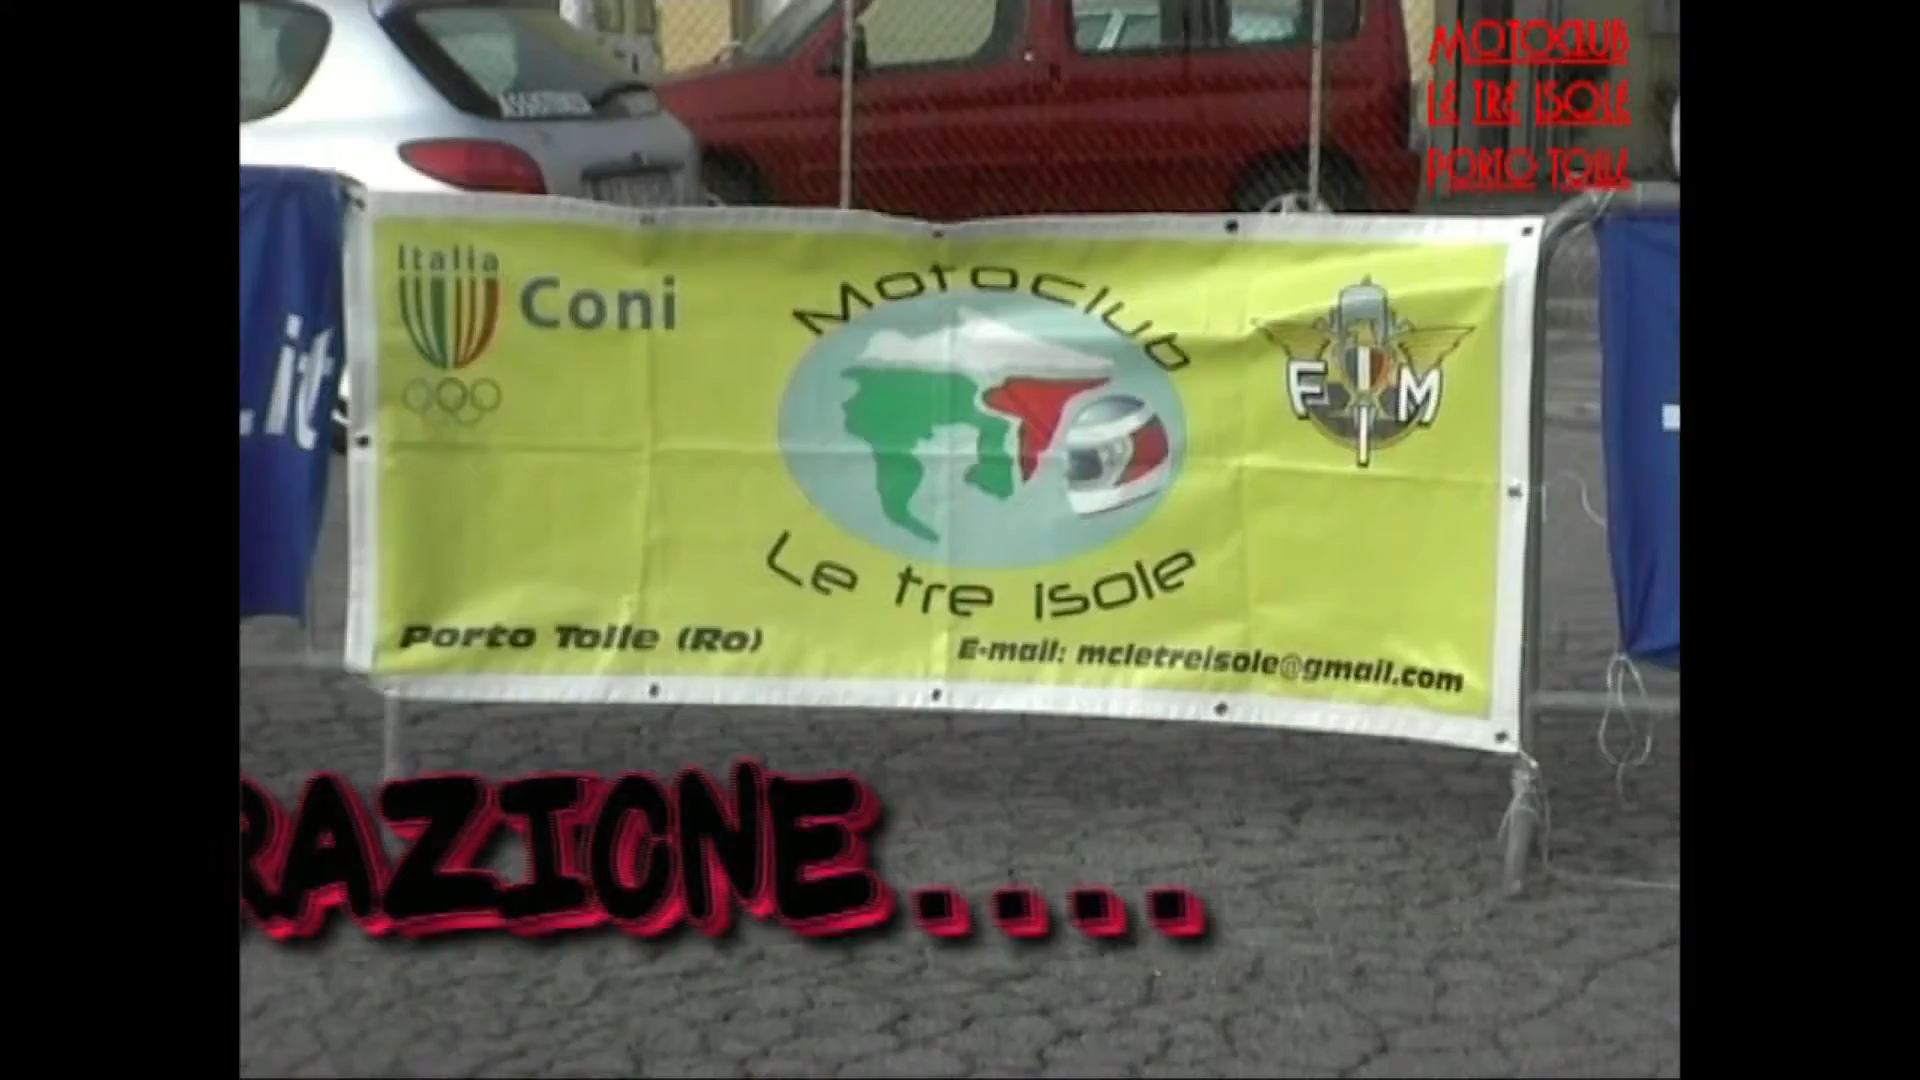 MOTOCLUB
LE TRE ISOLE
PORTO TOLLE
ASSISTENZA
Italia
Coni
Motoclub
FMI
.it
Le tre isole
Porto Tolle (Ro)
E-mail: mcletreisole@gmail.com
RAZIONE....